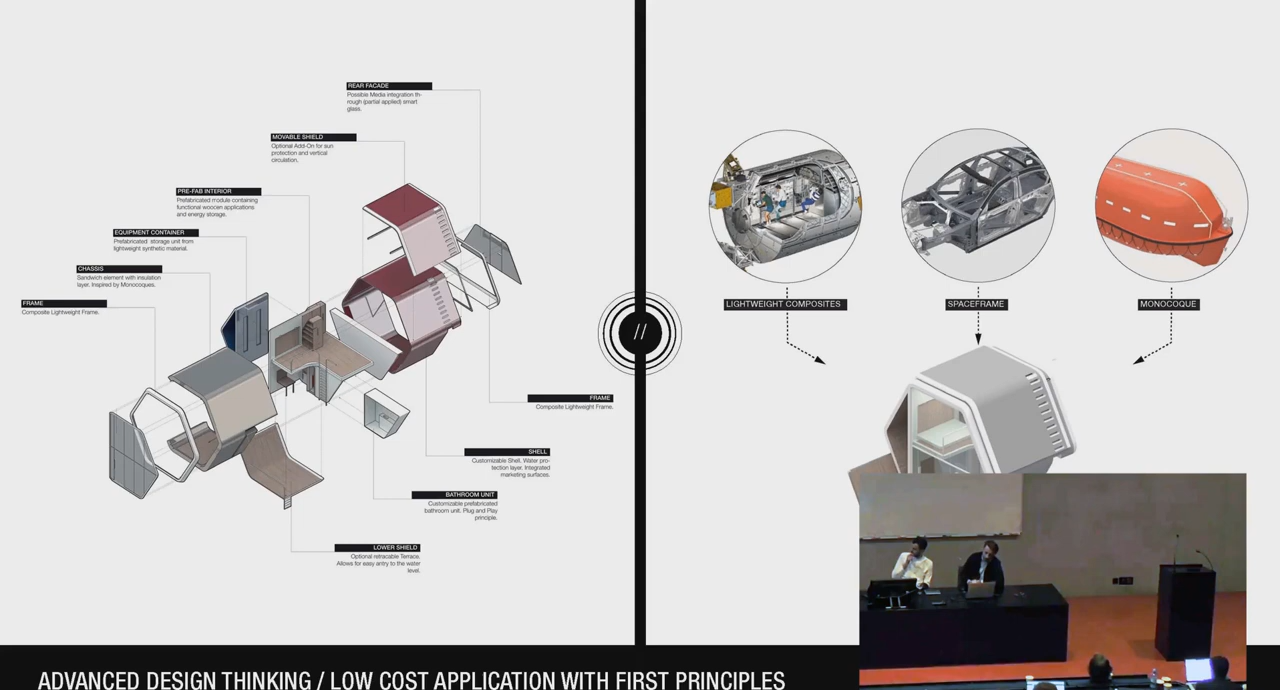 REAR FACADE
Possible Media integration th-
rough (partial applied) smart
glass.
MOVABLE SHIELD
Optional Add-On for sun
protection and vertical
circulation.
PRE-FAB INTERIOR
Prefabricated module containing
functional woocen applications
and energy storage.
EQUIPMENT CONTAINER
Prefabricated storage unit from
lightweight synthetic material.
CHASSIS
Sandwich element with insulation
layer. Inspired by Monocoques.
FRAME
Composite Lightweight Frame.
FRAME
Composite Lightweight Frame.
SHELL
Customizable Shell, Water pro-
tection layer. Integrated
marketing surfaces.
BATHROOM UNIT
Customizable prefabricated
bathroom unit. Plug and Play
principle.
LOWER SHIELD
Optional retracable Terrace.
Allows for easy antry to the water
level.
//
LIGHTWEIGHT COMPOSITES
SPACEFRAME
MONOCOQUE
ADVANCED DESIGN THINKING / LOW COST APPLICATION WITH FIRST PRINCIPLES